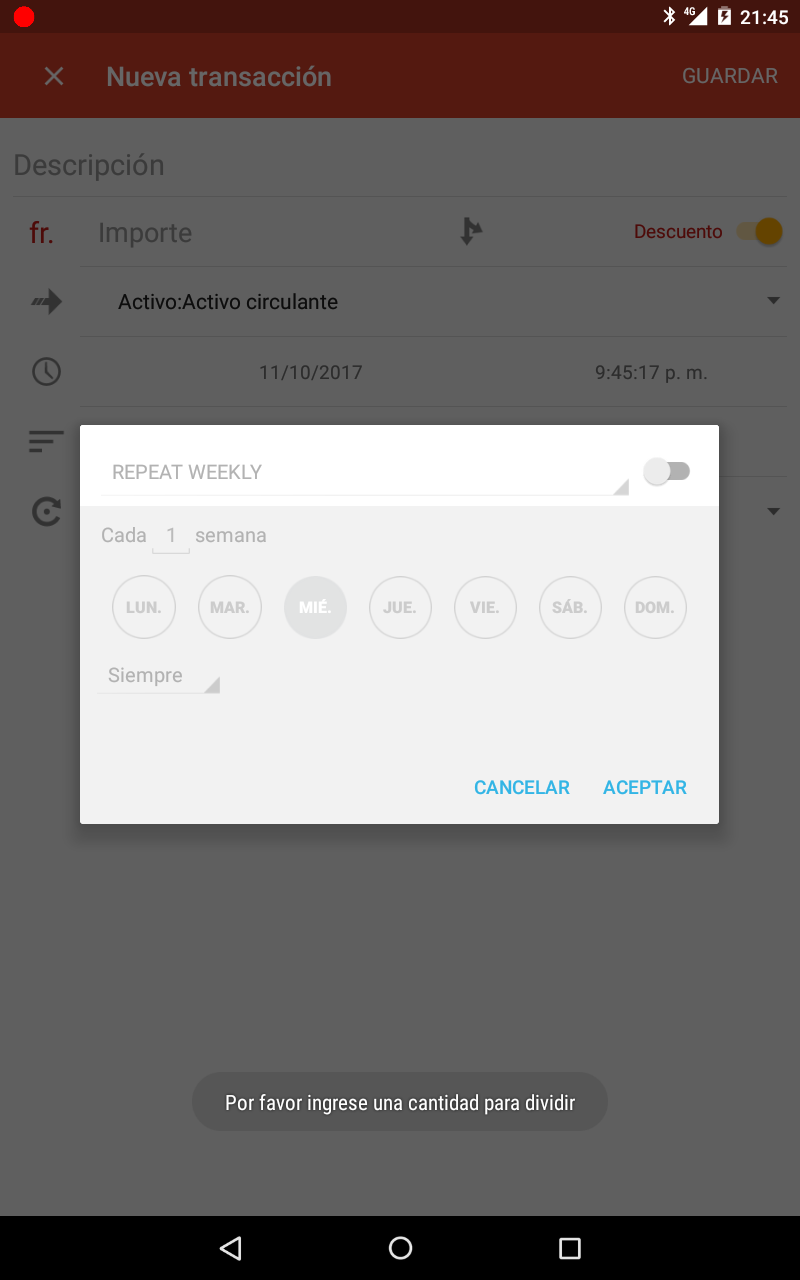 4G 21:45
Nueva transacción GUARDAR
Descripción
fr. Importe Descuento
Activo:Activo circulante
11/10/2017 9:45:17 p. m.
REPEAT WEEKLY
Cada 1 semana
LUN. MAR. MIÉ. JUE. VIE. SÁB. DOM.
Siempre
CANCELAR ACEPTAR
Por favor ingrese una cantidad para dividir